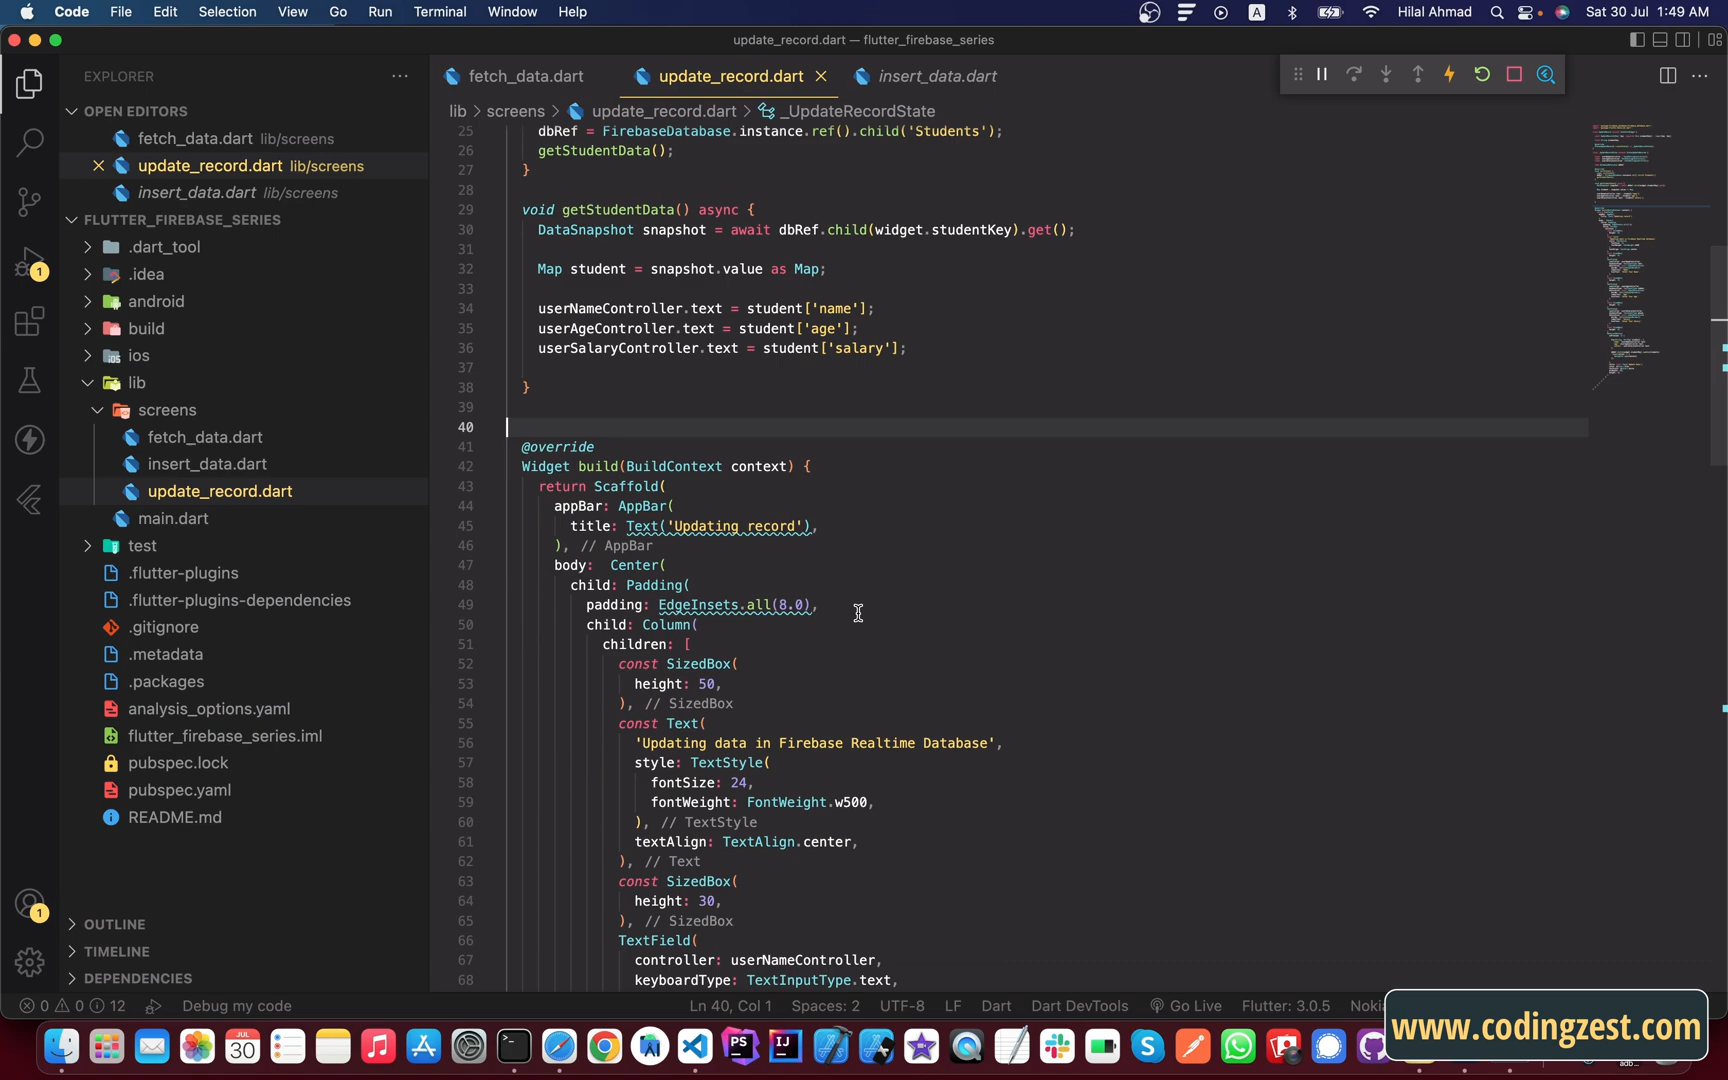 Code File Edit Selection View Go Run Terminal Window Help A Hilal Ahmad Sat 30 Jul 1:49 AM
update_record.dart — flutter_firebase_series
EXPLORER ···
fetch_data.dart update_record.dart insert_data.dart
OPEN EDITORS
lib > screens > update_record.dart > _UpdateRecordState
fetch_data.dart lib/screens
update_record.dart lib/screens
insert_data.dart lib/screens
FLUTTER_FIREBASE_SERIES
.dart_tool
.idea
android
build
ios
lib
screens
fetch_data.dart
insert_data.dart
update_record.dart
main.dart
test
.flutter-plugins
.flutter-plugins-dependencies
.gitignore
.metadata
.packages
analysis_options.yaml
flutter_firebase_series.iml
pubspec.lock
pubspec.yaml
README.md
OUTLINE
TIMELINE
DEPENDENCIES
1
1
25 dbRef = FirebaseDatabase.instance.ref().child('Students');
26 getStudentData();
27 }
28
29 void getStudentData() async {
30 DataSnapshot snapshot = await dbRef.child(widget.studentKey).get();
31
32 Map student = snapshot.value as Map;
33
34 userNameController.text = student['name'];
35 userAgeController.text = student['age'];
36 userSalaryController.text = student['salary'];
37
38 }
39
40
41 @override
42 Widget build(BuildContext context) {
43 return Scaffold(
44 appBar: AppBar(
45 title: Text('Updating record'),
46 ), // AppBar
47 body: Center(
48 child: Padding(
49 padding: EdgeInsets.all(8.0),
50 child: Column(
51 children: [
52 const SizedBox(
53 height: 50,
54 ), // SizedBox
55 const Text(
56 'Updating data in Firebase Realtime Database',
57 style: TextStyle(
58 fontSize: 24,
59 fontWeight: FontWeight.w500,
60 ), // TextStyle
61 textAlign: TextAlign.center,
62 ), // Text
63 const SizedBox(
64 height: 30,
65 ), // SizedBox
66 TextField(
67 controller: userNameController,
68 keyboardType: TextInputType.text,
0 0 12 Debug my code Ln 40, Col 1 Spaces: 2 UTF-8 LF Dart Dart DevTools Go Live Flutter: 3.0.5 Noki
www.codingzest.com
JUL
30
PS
IJ
adb...